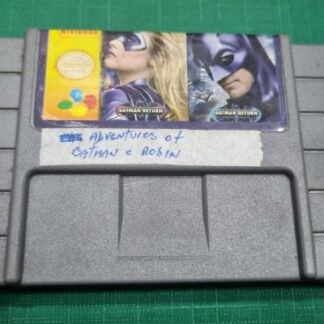 Nintendo
BATMAN RETURN
BATMAN RETURN
ADVENTURES of
BATMAN e ROBIN